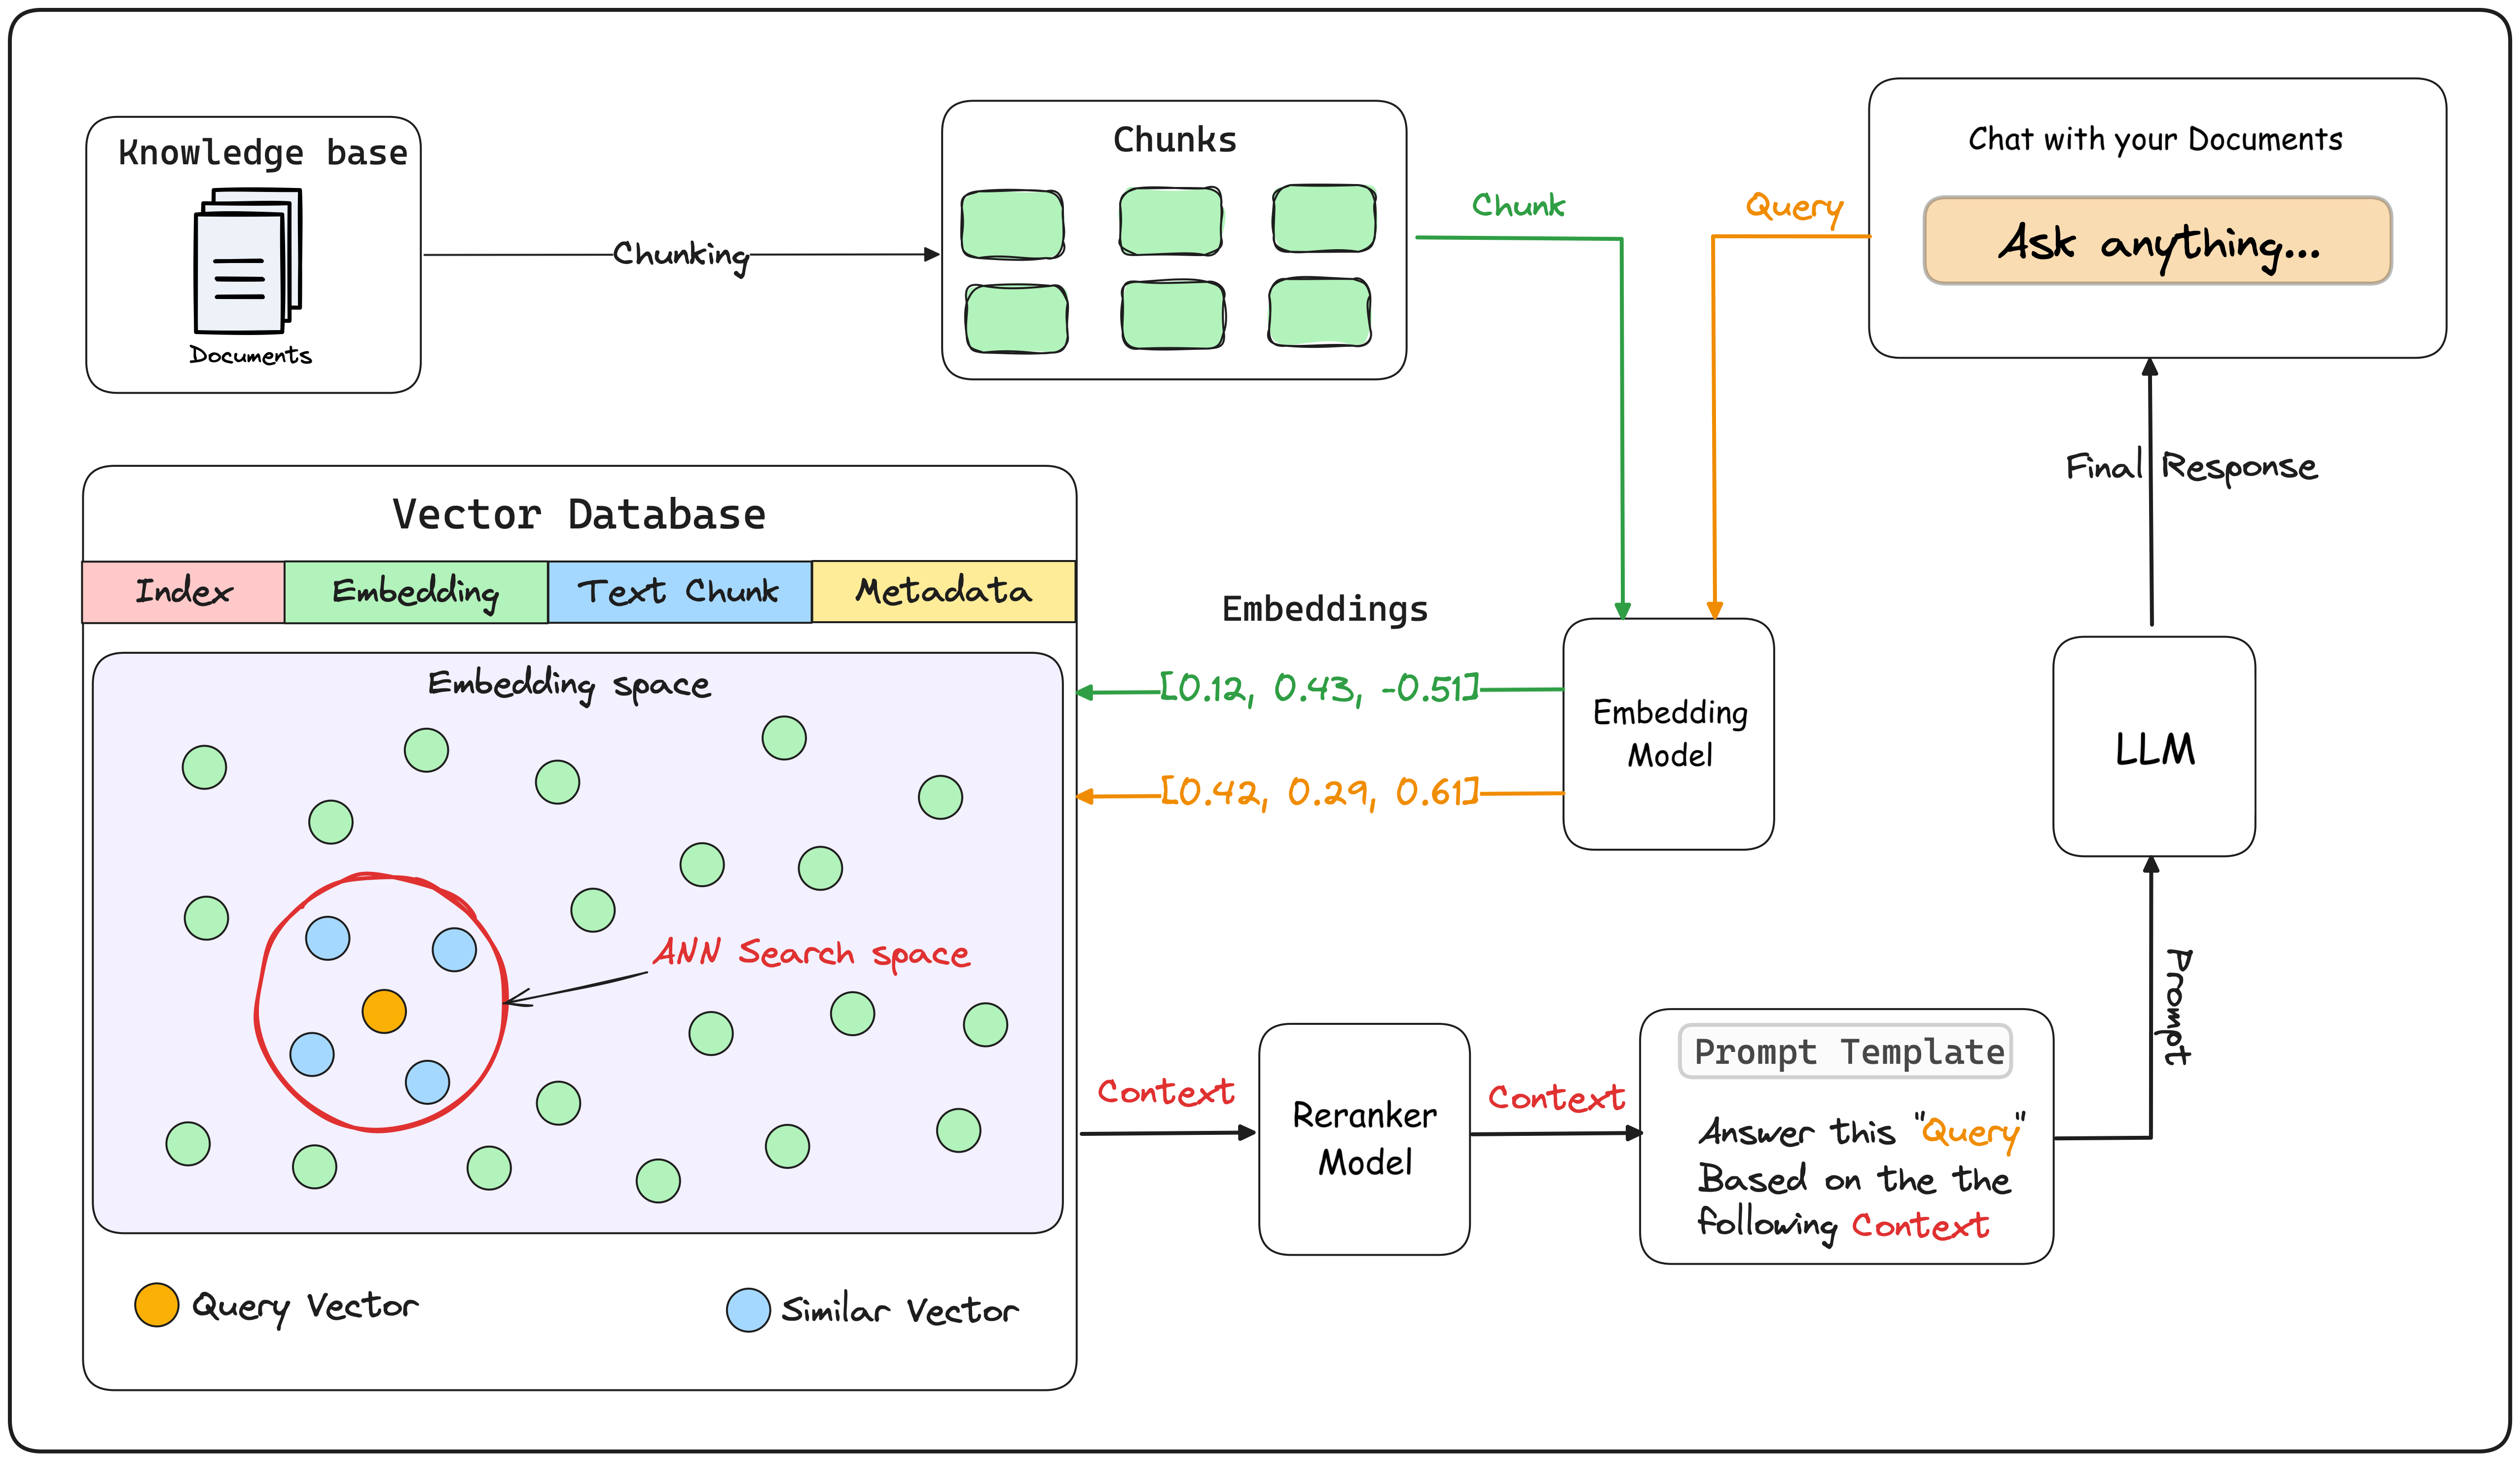 Knowledge base
Documents
Chunking
Chunks
Chunk
Query
Chat with your Documents
Ask anything...
Final Response
Vector Database
Index
Embedding
Text Chunk
Metadata
Embedding space
ANN Search space
Query Vector
Similar Vector
Embeddings
[0.12, 0.43, -0.51]
[0.42, 0.29, 0.61]
Embedding
Model
LLM
Context
Reranker
Model
Context
Prompt Template
Answer this "Query"
Based on the the
following Context
Prompt